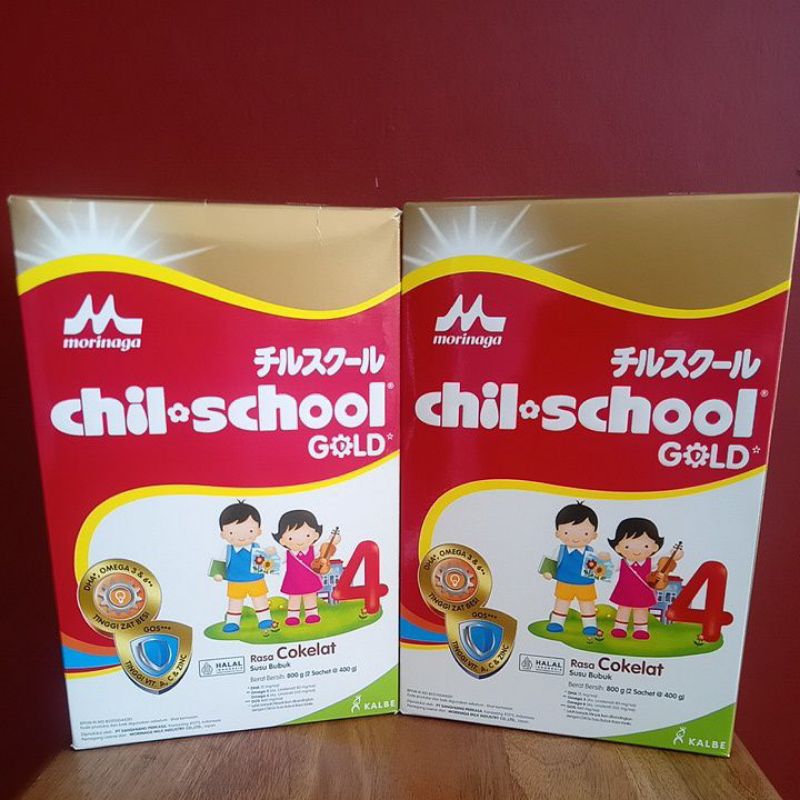 morinaga
チルスクール
chil school®
GOLD
DHA*, OMEGA 3 & 6**
TINGGI ZAT BESI
GOS***
TINGGI VIT. A, C & ZINC
4
HALAL
INDONESIA
Rasa Cokelat
Susu Bubuk
Berat Bersih: 800 g (2 Sachet @ 400 g)
KALBE
morinaga
チルスクール
chil school®
GOLD
DHA*, OMEGA 3 & 6**
TINGGI ZAT BESI
GOS***
TINGGI VIT. A, C & ZINC
4
HALAL
INDONESIA
Rasa Cokelat
Susu Bubuk
Berat Bersih: 800 g (2 Sachet @ 400 g)
KALBE